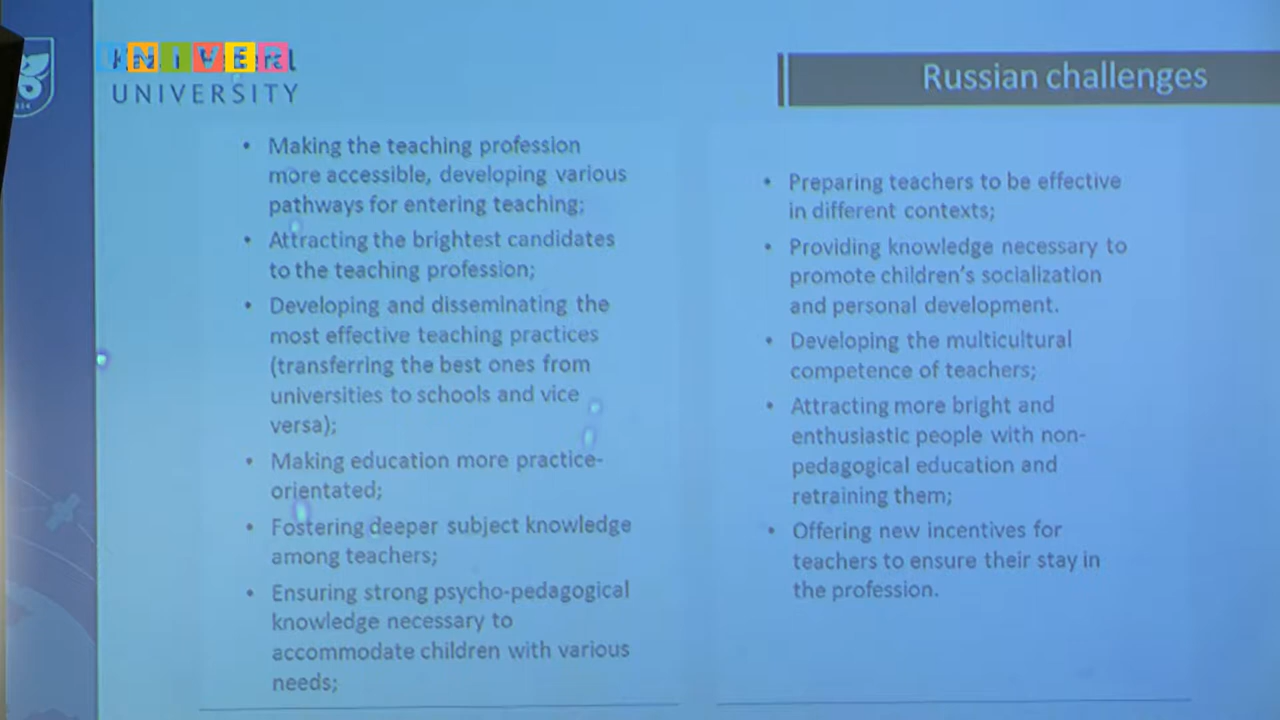 UNIVER
UNIVERSITY
Russian challenges
• Making the teaching profession
more accessible, developing various
pathways for entering teaching;
• Attracting the brightest candidates
to the teaching profession;
• Developing and disseminating the
most effective teaching practices
(transferring the best ones from
universities to schools and vice
versa);
• Making education more practice-
orientated;
• Fostering deeper subject knowledge
among teachers;
• Ensuring strong psycho-pedagogical
knowledge necessary to
accommodate children with various
needs;
• Preparing teachers to be effective
in different contexts;
• Providing knowledge necessary to
promote children's socialization
and personal development.
• Developing the multicultural
competence of teachers;
• Attracting more bright and
enthusiastic people with non-
pedagogical education and
retraining them;
• Offering new incentives for
teachers to ensure their stay in
the profession.